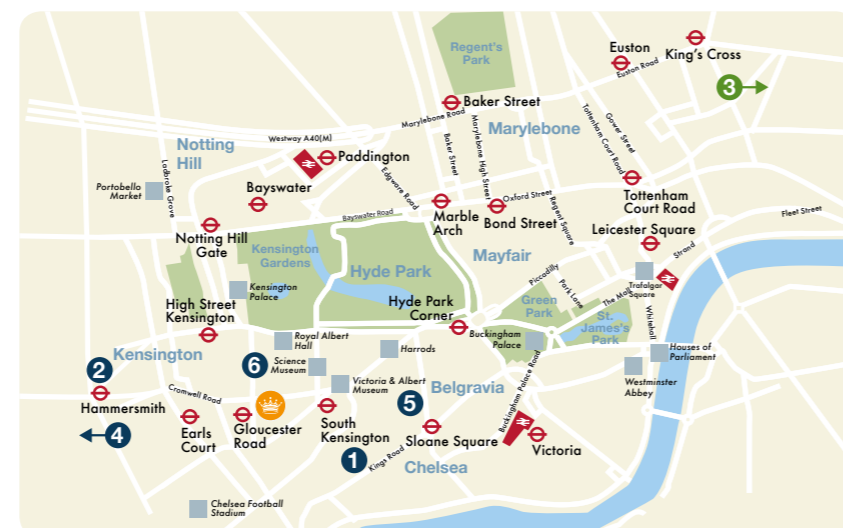 Regent's
Park
Euston
King's Cross
Euston Road
3
Baker Street
Marylebone Road
Marylebone
Gower Street
Tottenham Court Road
Westway A40(M)
Notting
Hill
Paddington
Baker Street
Marylebone High Street
Ladbroke Grove
Edgware Road
Portobello
Market
Bayswater
Oxford Street
Tottenham
Court Road
Marble
Arch
Bond Street
Regent Square
Bayswater Road
Fleet Street
Notting Hill
Gate
Leicester Square
Kensington
Gardens
Mayfair
Strand
Hyde Park
Piccadilly
Park Lane
Trafalgar
Square
Kensington
Palace
The Mall
High Street
Kensington
Hyde Park
Corner
Green
Park
St.
James's
Park
Whitehall
Royal Albert
Hall
Buckingham
Palace
Harrods
Houses of
Parliament
Kensington
6
Science
Museum
2
Victoria & Albert
Museum
Belgravia
Buckingham Palace Road
Westminster
Abbey
Cromwell Road
5
Hammersmith
4
Earls
Court
Gloucester
Road
South
Kensington
Sloane Square
Victoria
1
Kings Road
Chelsea
Chelsea Football
Stadium